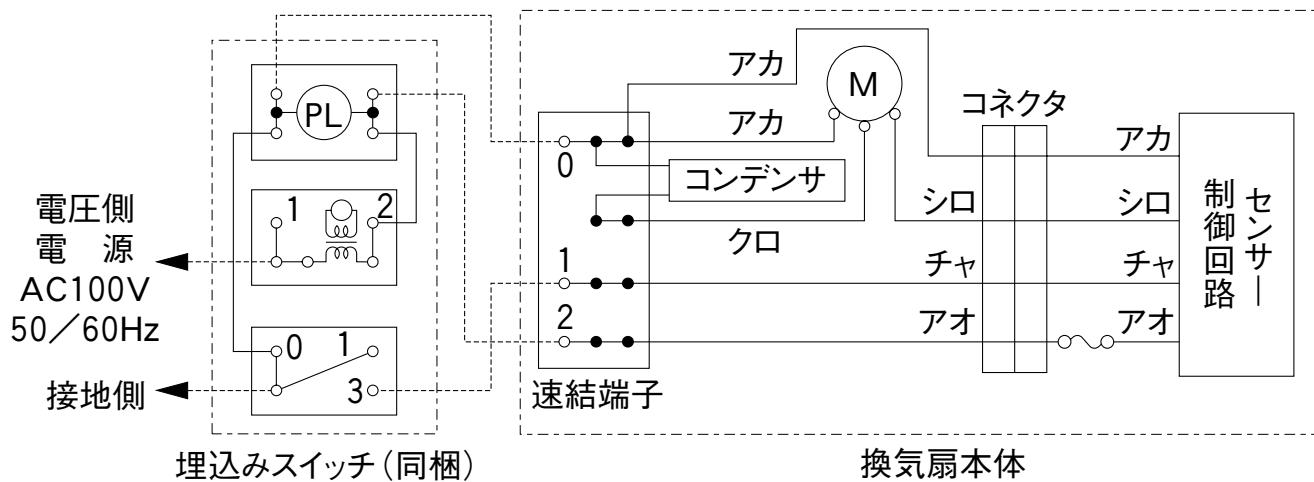 PL
電圧側
電　源
AC100V
50／60Hz
接地側
1
2
0
1
3
埋込みスイッチ（同梱）
0
1
2
速結端子
アカ
アカ
コンデンサ
クロ
M
コネクタ
シロ
チャ
アオ
アカ
シロ
チャ
アオ
センサー
制御回路
換気扇本体